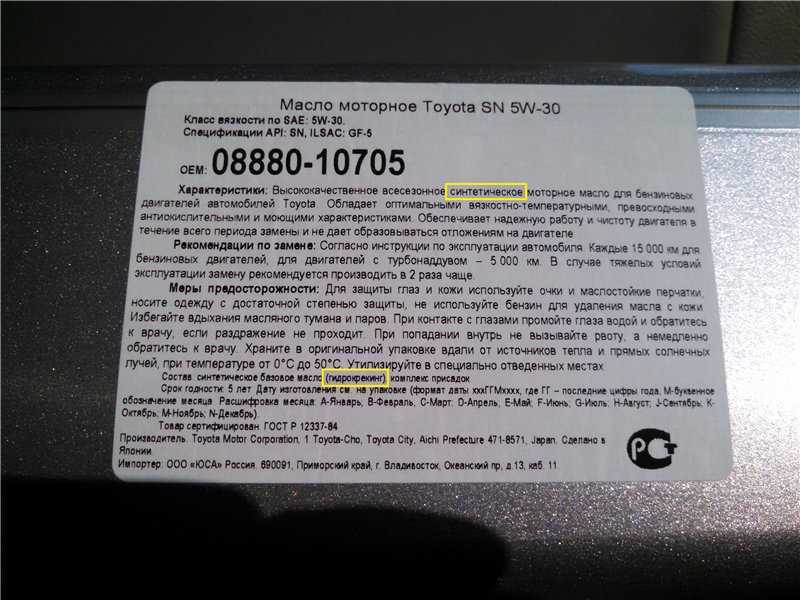 Масло моторное Toyota SN 5W-30
Класс вязкости по SAE: 5W-30.
Спецификации API: SN, ILSAC: GF-5
OEM: 08880-10705
Характеристики: Высококачественное всесезонное синтетическое моторное масло для бензиновых
двигателей автомобилей Toyota. Обладает оптимальными вязкостно-температурными, превосходными
антиокислительными и моющими характеристиками. Обеспечивает надежную работу и чистоту двигателя в
течение всего периода замены и не дает образовываться отложениям на двигателе
Рекомендации по замене: Согласно инструкции по эксплуатации автомобиля. Каждые 15 000 км для
бензиновых двигателей, для двигателей с турбонаддувом – 5 000 км. В случае тяжелых условий
эксплуатации замену рекомендуется производить в 2 раза чаще.
Меры предосторожности: Для защиты глаз и кожи используйте очки и маслостойкие перчатки,
носите одежду с достаточной степенью защиты, не используйте бензин для удаления масла с кожи.
Избегайте вдыхания масляного тумана и паров. При контакте с глазами промойте глаза водой и обратитесь
к врачу, если раздражение не проходит. При попадании внутрь не вызывайте рвоту, а немедленно
обратитесь к врачу. Храните в оригинальной упаковке вдали от источников тепла и прямых солнечных
лучей, при температуре от 0°С до 50°С. Утилизируйте в специально отведенных местах.
Состав: синтетическое базовое масло (гидрокрекинг) комплекс присадок
Срок годности: 5 лет. Дату изготовления см. на упаковке (формат даты xxxГГМxxxx, где ГГ – последние цифры года, М-буквенное
обозначение месяца. Расшифровка месяца: A-Январь, B-Февраль, C-Март: D-Апрель, E-Май; F-Июнь; G-Июль; H-Август; J-Сентябрь; K-
Октябрь, M-Ноябрь; N-Декабрь).
Товар сертифицирован. ГОСТ Р 12337-84
Производитель: Toyota Motor Corporation, 1 Toyota-Cho, Toyota City, Aichi Prefecture 471-8571, Japan. Сделано в
Японии.
Импортер: ООО «ЮСА» Россия. 690091, Приморский край, г. Владивосток, Океанский пр, д.13, каб. 11.